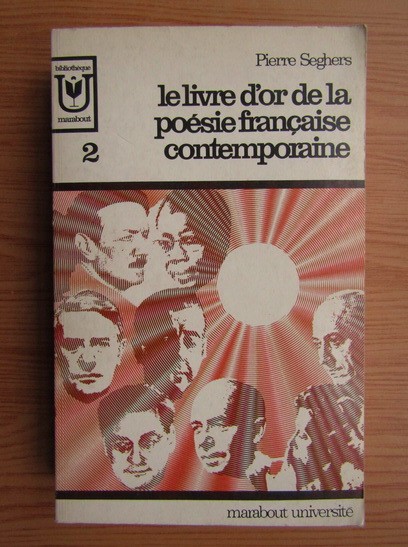 Pierre Seghers
bibliothèque
U
marabout
le livre d'or de la
poésie française
contemporaine
2
marabout université